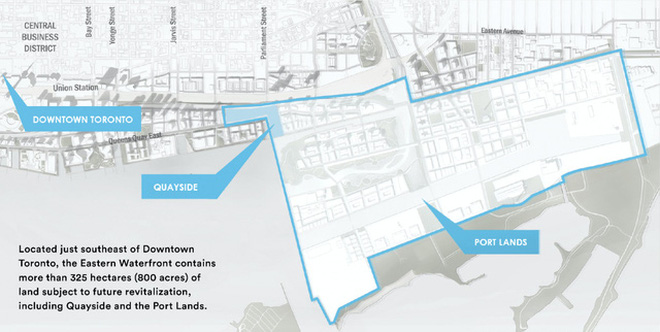 CENTRAL
BUSINESS
DISTRICT
Bay Street
Yonge Street
Jarvis Street
Parliament Street
Eastern Avenue
Union Station
DOWNTOWN TORONTO
Queens Quay East
QUAYSIDE
PORT LANDS
Located just southeast of Downtown
Toronto, the Eastern Waterfront contains
more than 325 hectares (800 acres) of
land subject to future revitalization,
including Quayside and the Port Lands.